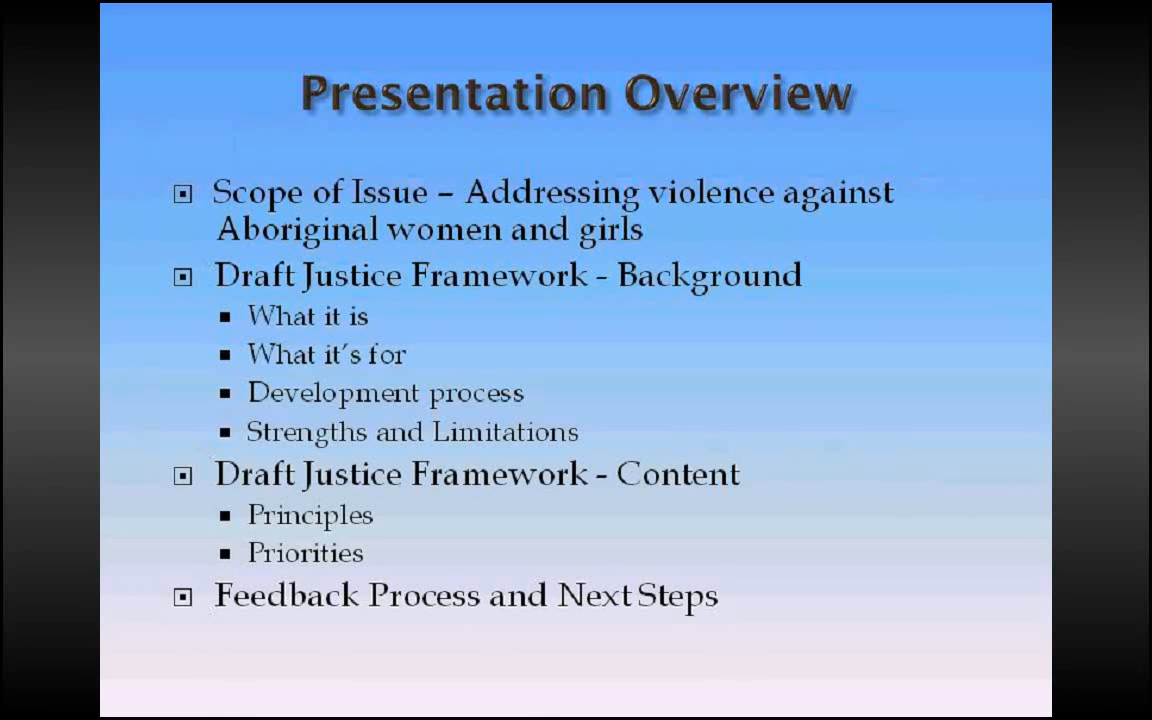 Presentation Overview
Scope of Issue – Addressing violence against
Aboriginal women and girls
Draft Justice Framework - Background
What it is
What it's for
Development process
Strengths and Limitations
Draft Justice Framework - Content
Principles
Priorities
Feedback Process and Next Steps